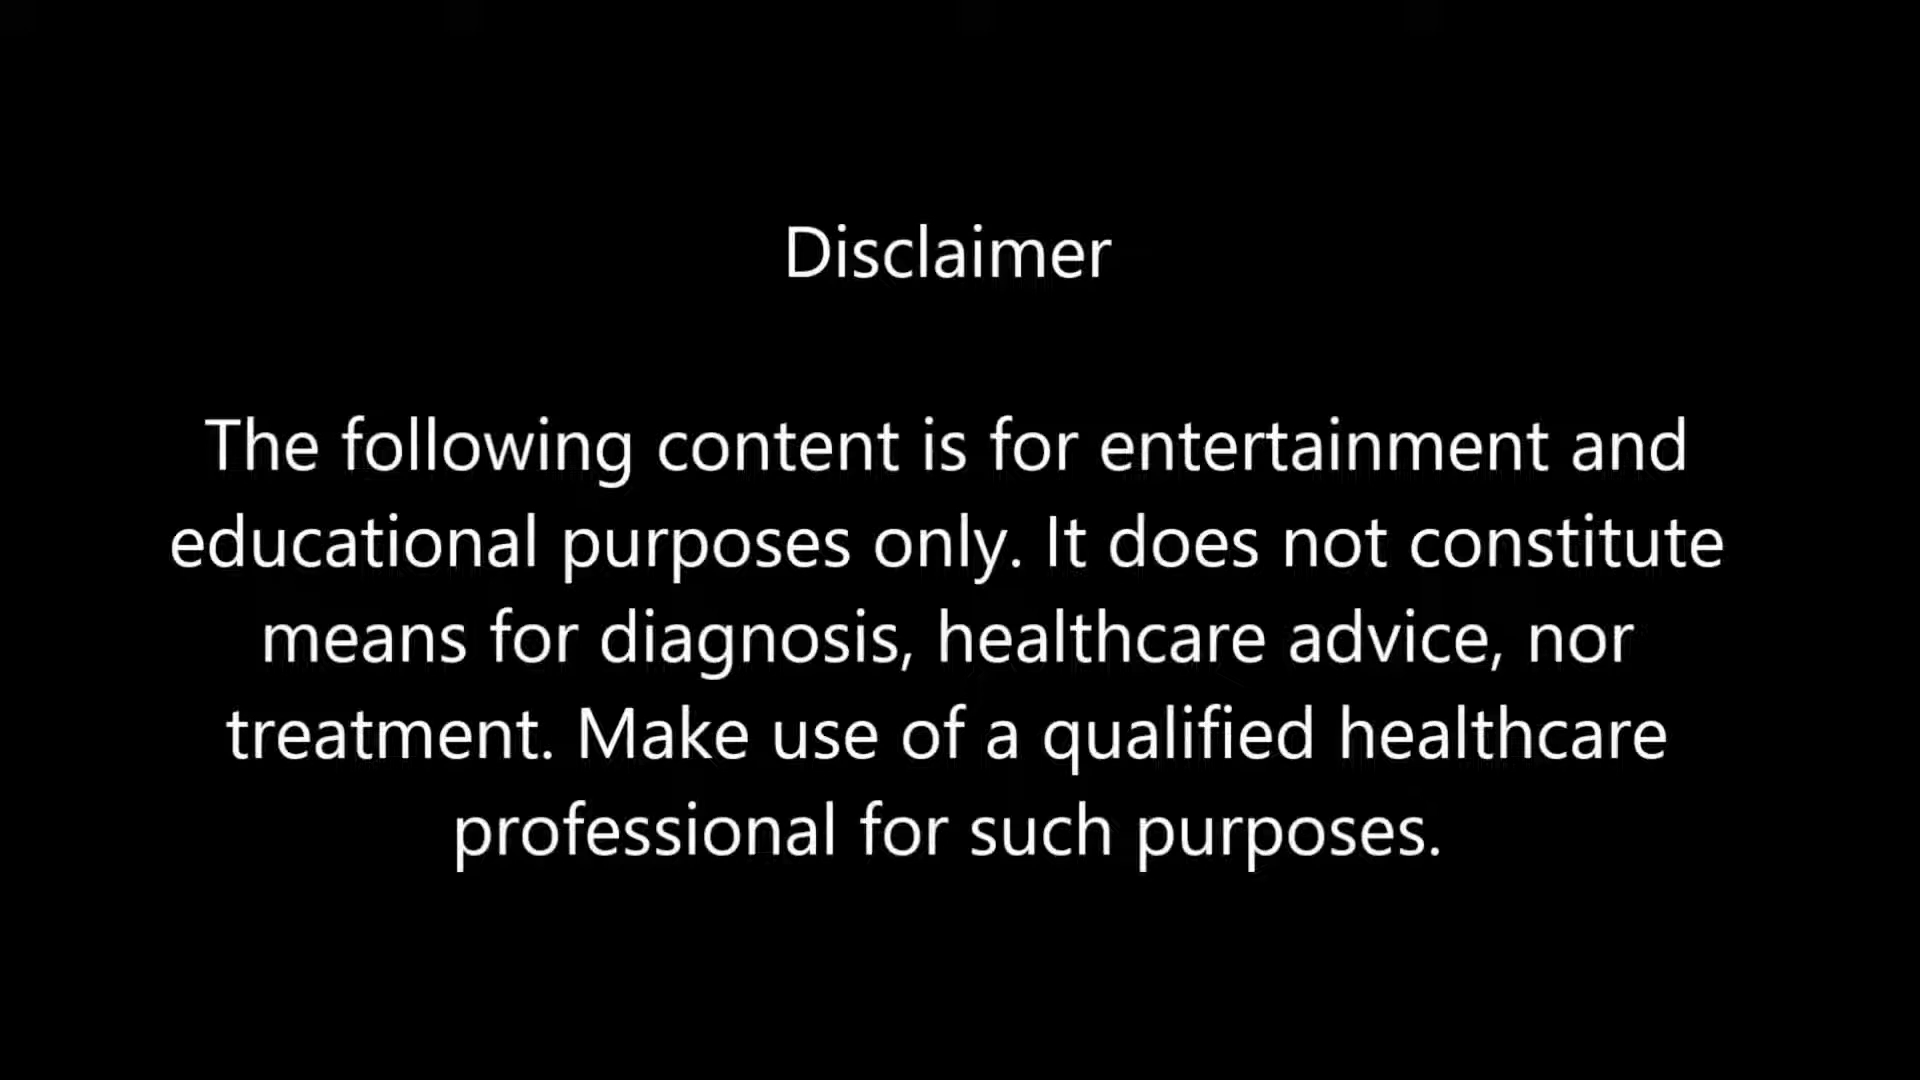 Disclaimer
The following content is for entertainment and
educational purposes only. It does not constitute
means for diagnosis, healthcare advice, nor
treatment. Make use of a qualified healthcare
professional for such purposes.